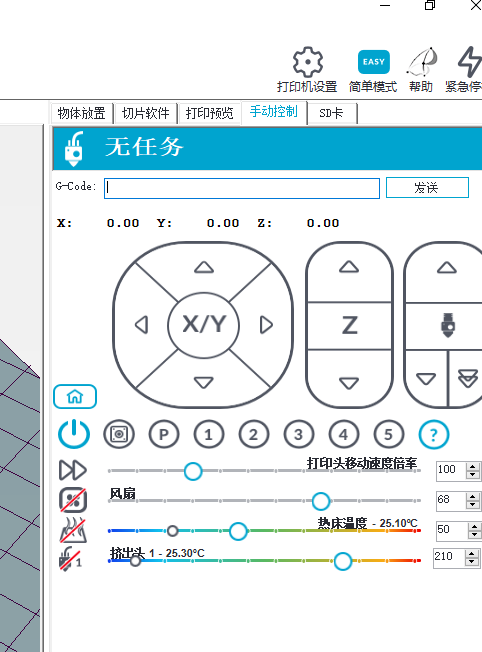 EASY
打印机设置 简单模式 帮助 紧急停
物体放置 切片软件 打印预览 手动控制 SD卡
无任务
G-Code: 发送
X: 0.00 Y: 0.00 Z: 0.00
X/Y Z
P 1 2 3 4 5 ?
打印头移动速度倍率 100
风扇 68
热床温度 - 25.10°C 50
1 挤出头 1 - 25.30°C 210